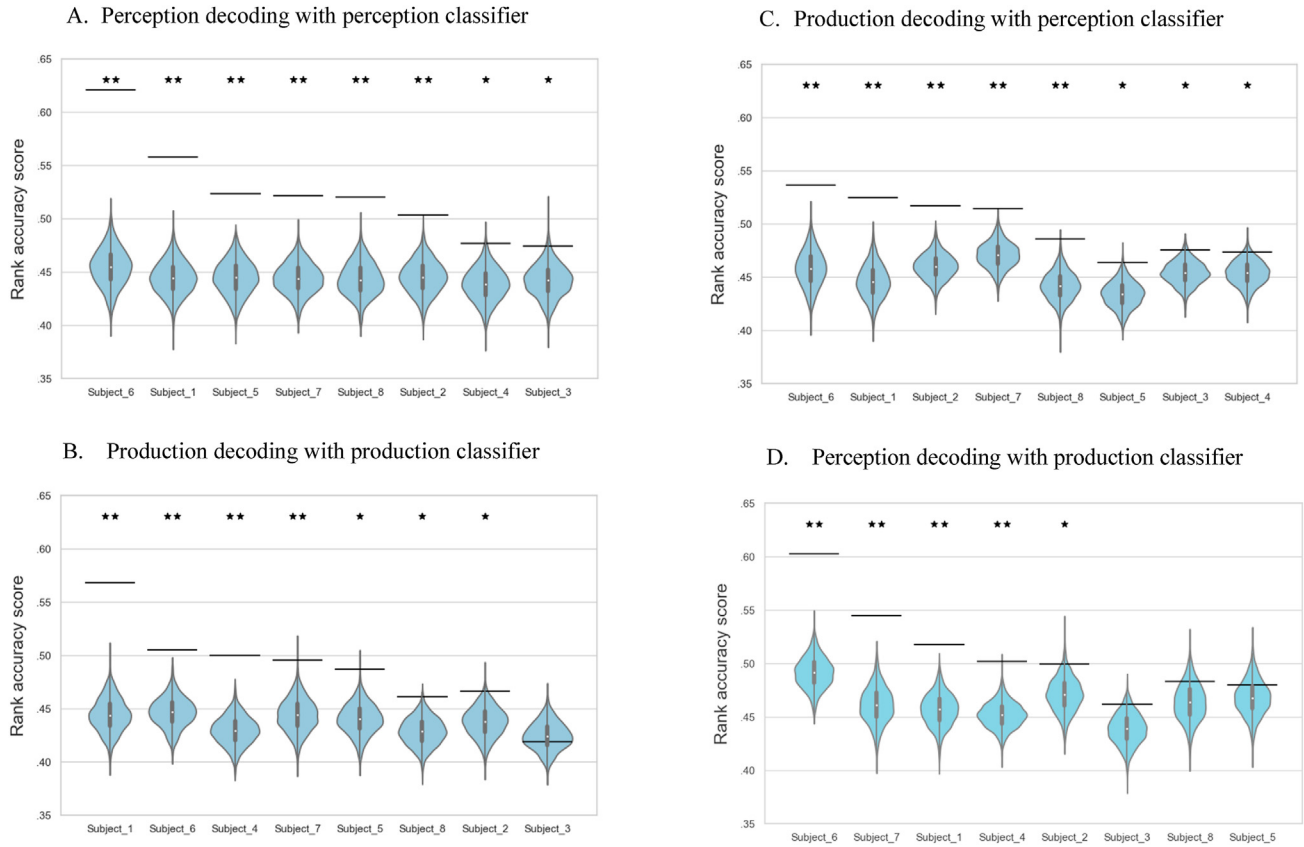 A. Perception decoding with perception classifier
Rank accuracy score
.65
.60
.55
.50
.45
.40
.35
★★ ★★ ★★ ★★ ★★ ★★ ★ ★
Subject_6 Subject_1 Subject_5 Subject_7 Subject_8 Subject_2 Subject_4 Subject_3
B. Production decoding with production classifier
Rank accuracy score
.65
.60
.55
.50
.45
.40
.35
★★ ★★ ★★ ★★ ★ ★ ★
Subject_1 Subject_6 Subject_4 Subject_7 Subject_5 Subject_8 Subject_2 Subject_3
C. Production decoding with perception classifier
Rank accuracy score
.65
.60
.55
.50
.45
.40
.35
★★ ★★ ★★ ★★ ★★ ★ ★ ★
Subject_6 Subject_1 Subject_2 Subject_7 Subject_8 Subject_5 Subject_3 Subject_4
D. Perception decoding with production classifier
Rank accuracy score
.65
.60
.55
.50
.45
.40
.35
★★ ★★ ★★ ★★ ★
Subject_6 Subject_7 Subject_1 Subject_4 Subject_2 Subject_3 Subject_8 Subject_5